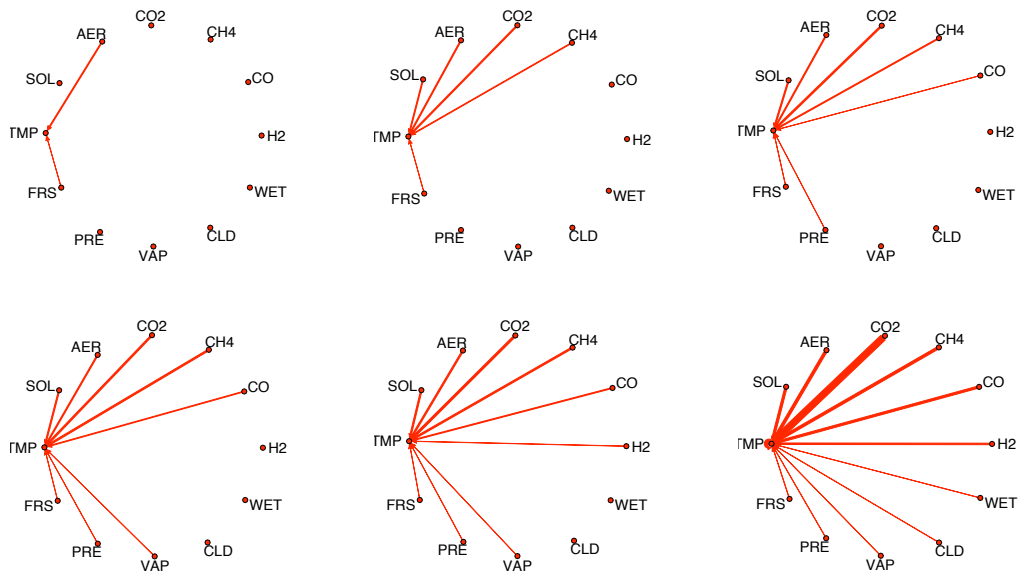 CO2
AER
CH4
SOL
CO
TMP
H2
FRS
WET
PRE
CLD
VAP
CO2
AER
CH4
SOL
CO
TMP
H2
FRS
WET
PRE
CLD
VAP
CO2
AER
CH4
SOL
CO
TMP
H2
FRS
WET
PRE
CLD
VAP
CO2
AER
CH4
SOL
CO
TMP
H2
FRS
WET
PRE
CLD
VAP
CO2
AER
CH4
SOL
CO
TMP
H2
FRS
WET
PRE
CLD
VAP
CO2
AER
CH4
SOL
CO
TMP
H2
FRS
WET
PRE
CLD
VAP